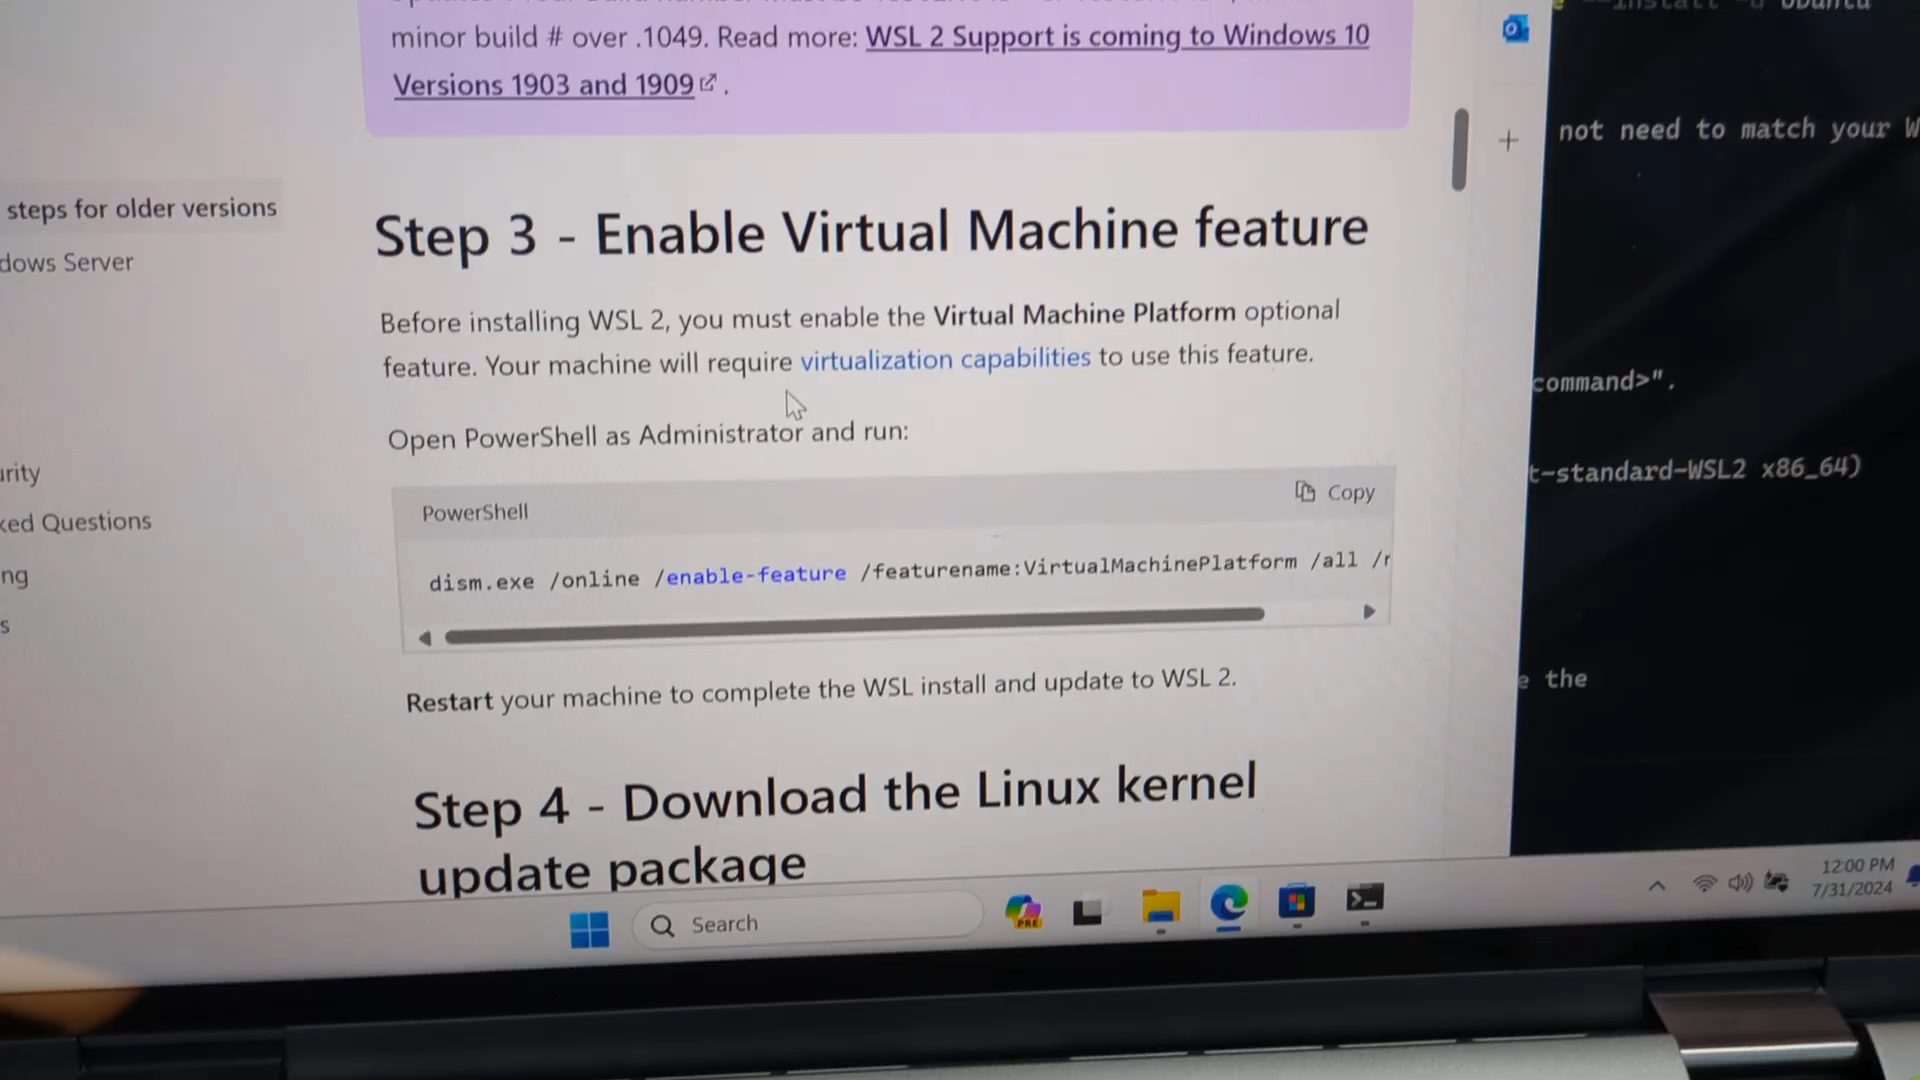 minor build # over .1049. Read more: WSL 2 Support is coming to Windows 10
Versions 1903 and 1909 .
steps for older versions
dows Server
urity
ked Questions
ng
s
Step 3 - Enable Virtual Machine feature
Before installing WSL 2, you must enable the Virtual Machine Platform optional
feature. Your machine will require virtualization capabilities to use this feature.
Open PowerShell as Administrator and run:
PowerShell
Copy
dism.exe /online /enable-feature /featurename:VirtualMachinePlatform /all /r
Restart your machine to complete the WSL install and update to WSL 2.
Step 4 - Download the Linux kernel
update package
not need to match your W
command>".
t-standard-WSL2 x86_64)
e the
Search
PRE
12:00 PM
7/31/2024